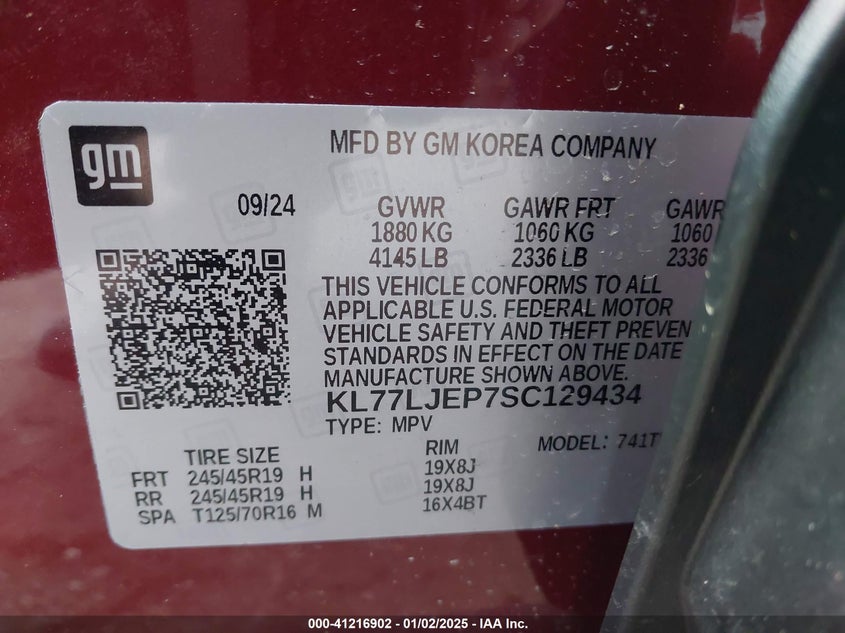 gm
MFD BY GM KOREA COMPANY
09/24
GVWR GAWR FRT GAWR
1880 KG 1060 KG 1060
4145 LB 2336 LB 2336
THIS VEHICLE CONFORMS TO ALL
APPLICABLE U.S. FEDERAL MOTOR
VEHICLE SAFETY AND THEFT PREVEN
STANDARDS IN EFFECT ON THE DATE
MANUFACTURE SHOWN ABOVE.
KL77LJEP7SC129434
TYPE: MPV MODEL: 741T
TIRE SIZE RIM
FRT 245/45R19 H 19X8J
RR 245/45R19 H 19X8J
SPA T125/70R16 M 16X4BT
000-41216902 - 01/02/2025 - IAA Inc.